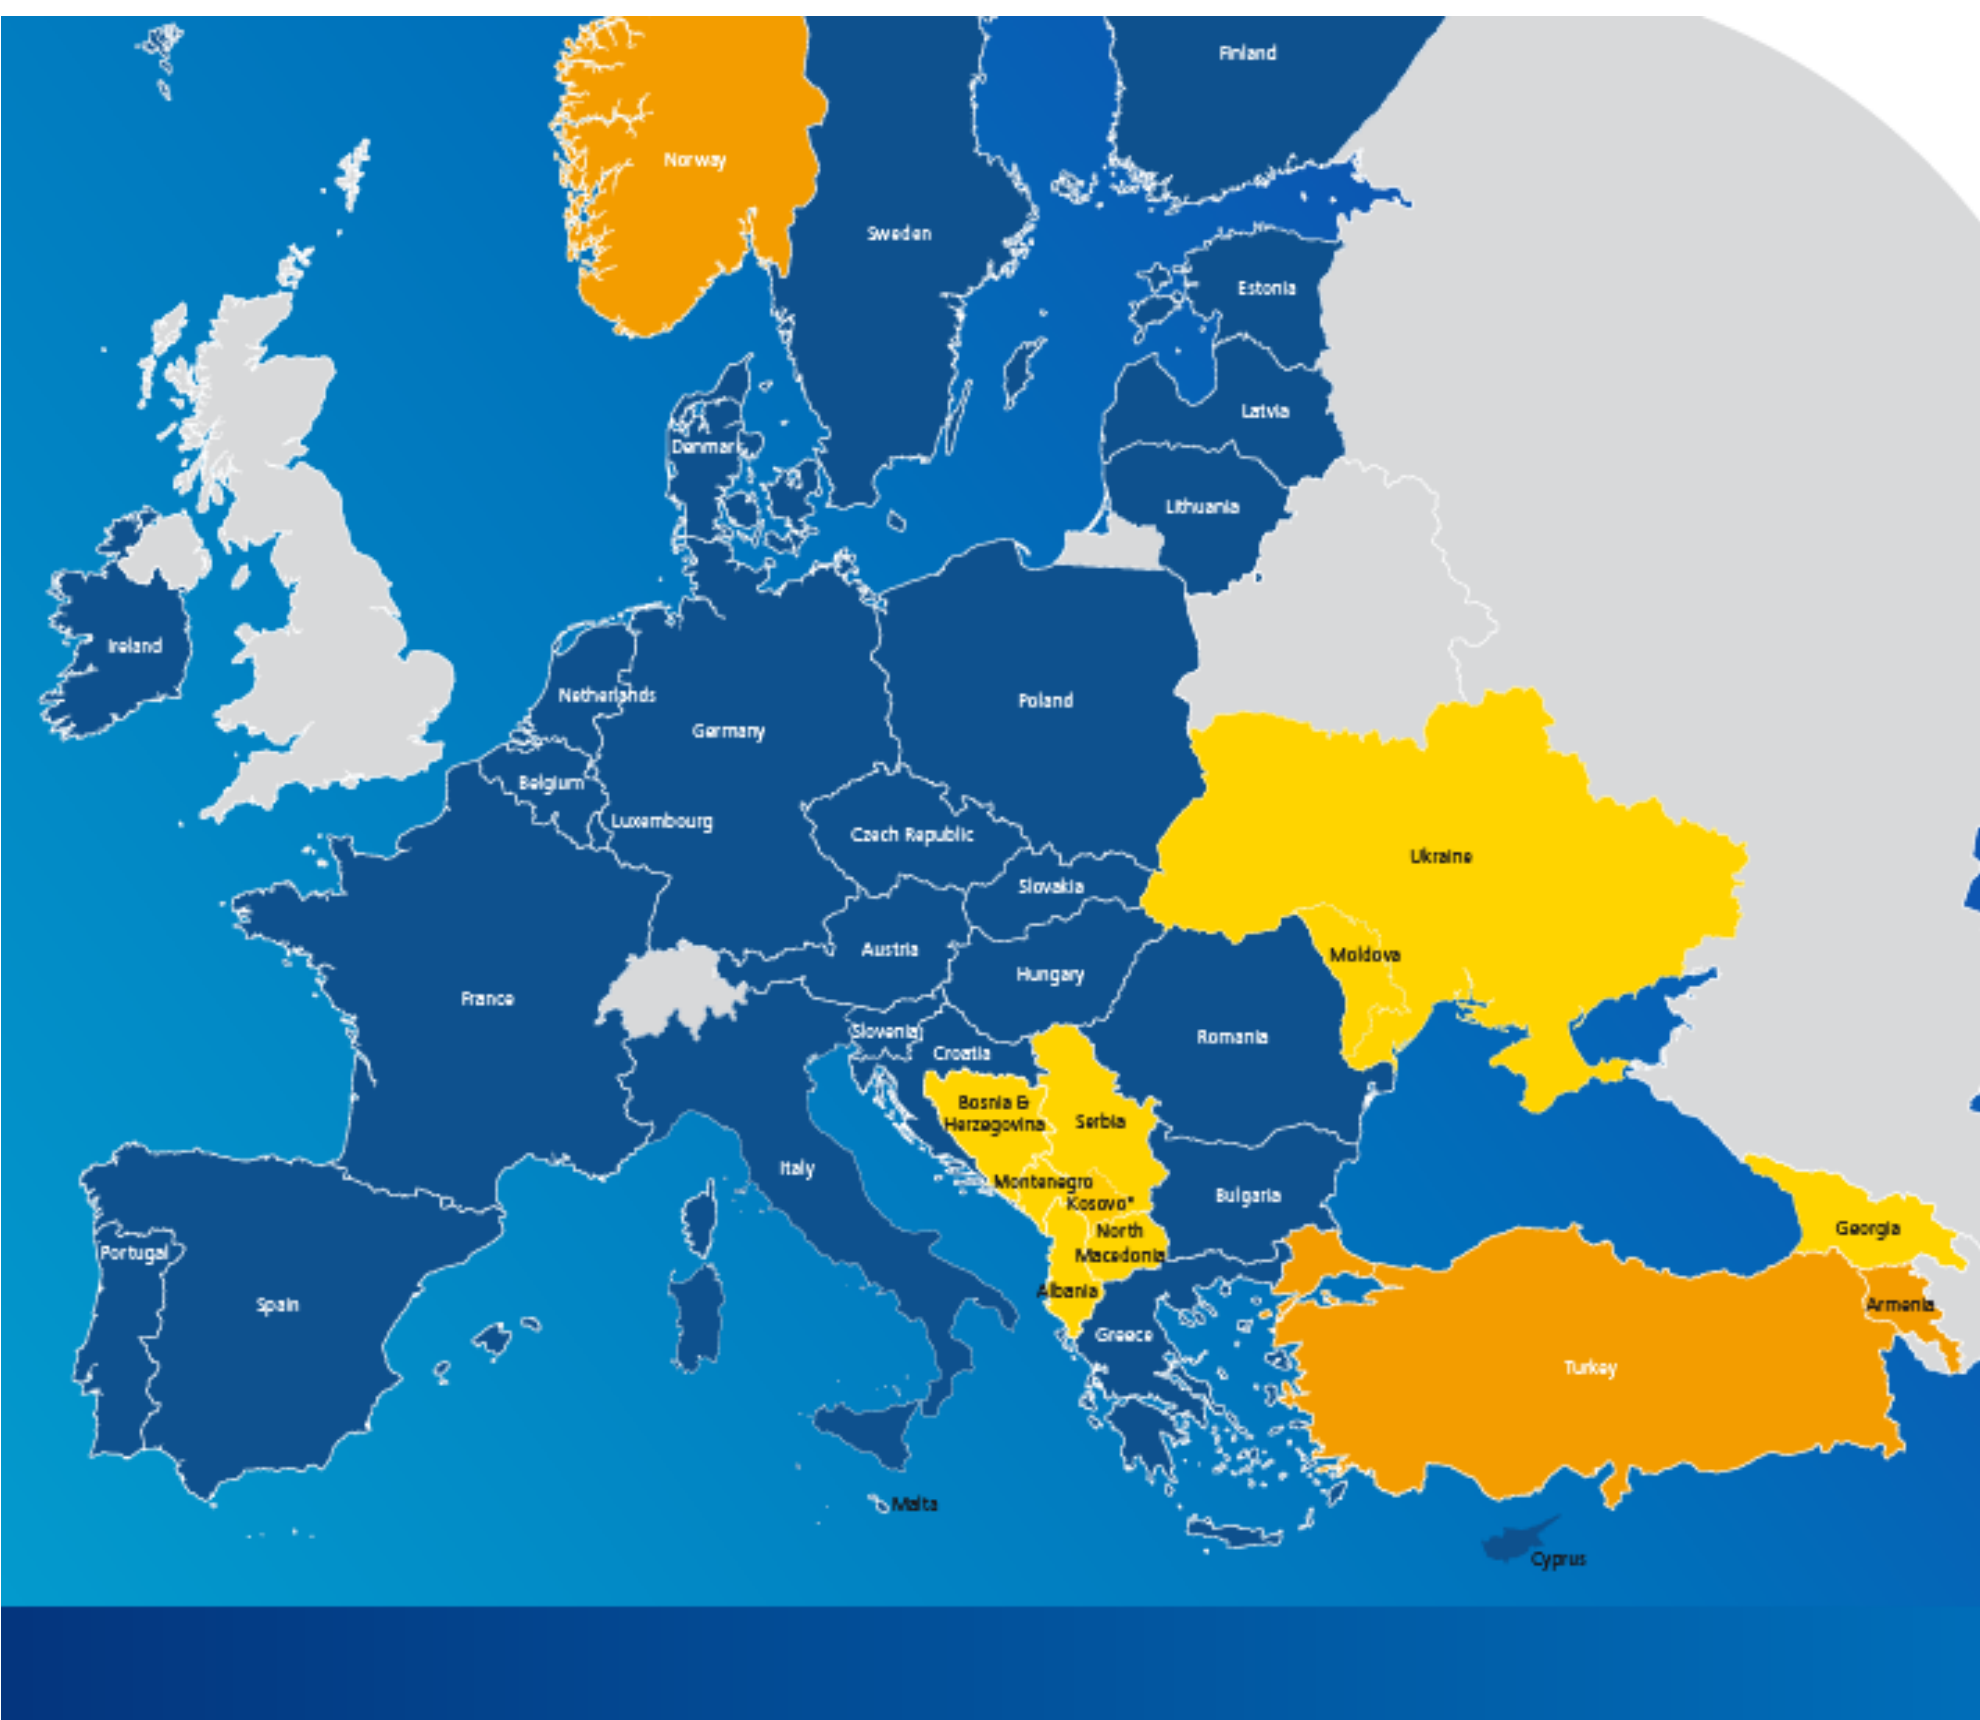 Finland
Norway
Sweden
Estonia
Latvia
Denmark
Lithuania
Ireland
Netherlands
Poland
Germany
Belgium
Luxembourg
Czech Republic
Ukraine
Slovakia
Austria
Moldova
Hungary
France
Slovenia
Romania
Croatia
Bosnia &
Herzegovina
Serbia
Italy
Montenegro
Bulgaria
Kosovo*
North
Macedonia
Georgia
Portugal
Albania
Spain
Armenia
Greece
Turkey
Malta
Cyprus